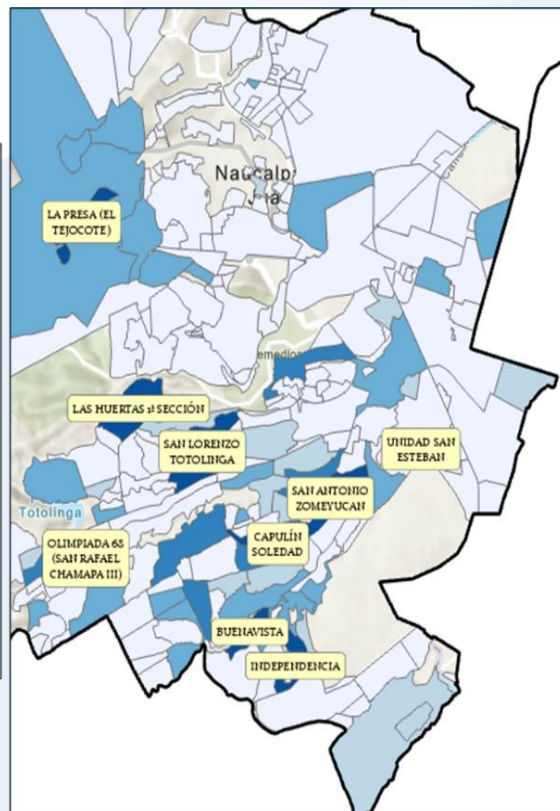 Naucalp
LA PRESA (EL
TEJOCOTE)
LAS HUERTAS 1ª SECCIÓN
SAN LORENZO
TOTOLINGA
UNIDAD SAN
ESTEBAN
SAN ANTONIO
ZOMEYUCAN
Totolinga
OLIMPIADA 68
(SAN RAFAEL
CHAMAPA III)
CAPULÍN
SOLEDAD
BUENAVISTA
INDEPENDENCIA